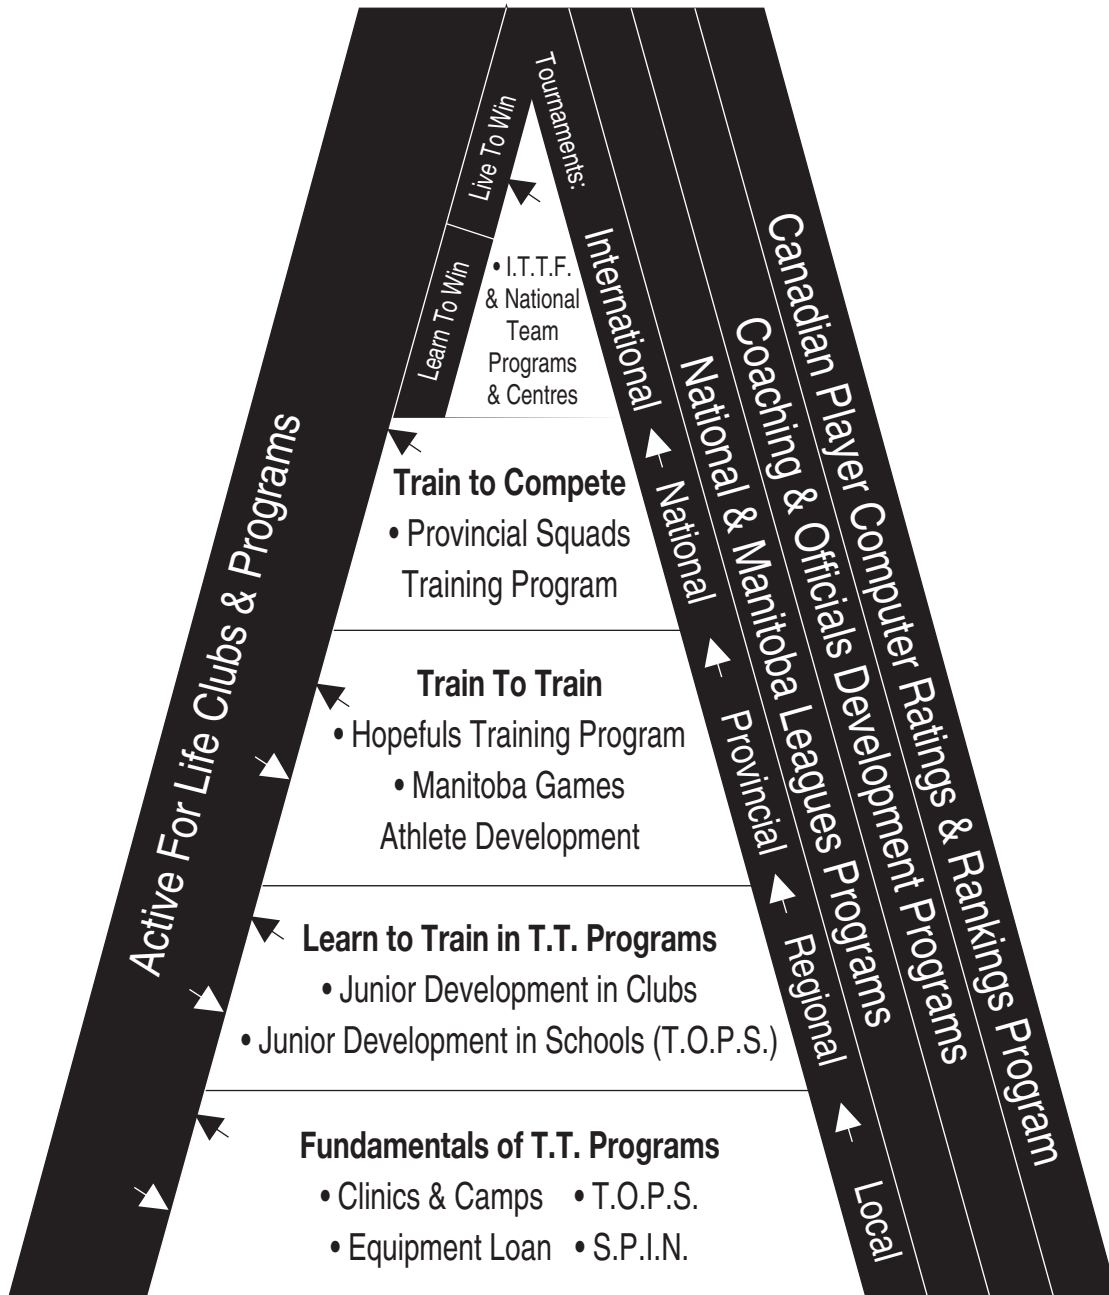 Live To Win
Learn To Win
• I.T.T.F.
& National
Team
Programs
& Centres
Train to Compete
• Provincial Squads
Training Program
Train To Train
• Hopefuls Training Program
• Manitoba Games
Athlete Development
Learn to Train in T.T. Programs
• Junior Development in Clubs
• Junior Development in Schools (T.O.P.S.)
Fundamentals of T.T. Programs
• Clinics & Camps • T.O.P.S.
• Equipment Loan • S.P.I.N.
Active For Life Clubs & Programs
Tournaments: International National Provincial Regional Local
National & Manitoba Leagues Programs
Coaching & Officials Development Programs
Canadian Player Computer Ratings & Rankings Program